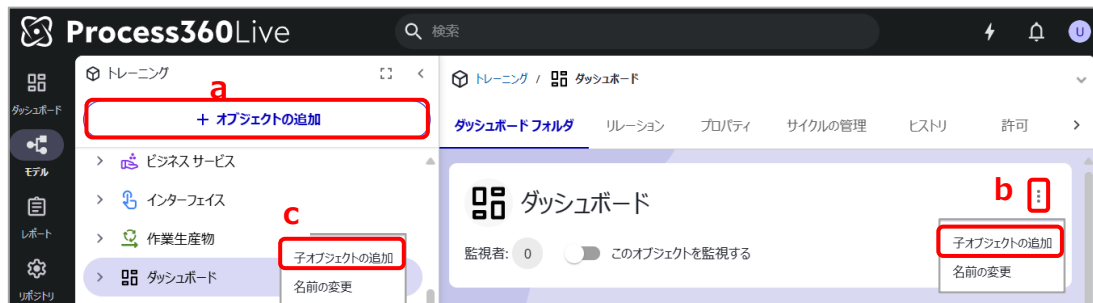 Process360Live
検索
U
ダッシュボード
モデル
レポート
リポジトリ
トレーニング
a
+ オブジェクトの追加
ビジネス サービス
インターフェイス
作業生産物
ダッシュボード
c
子オブジェクトの追加
名前の変更
トレーニング / ダッシュボード
ダッシュボード フォルダ リレーション プロパティ サイクルの管理 ヒストリ 許可
ダッシュボード
b
監視者: 0 このオブジェクトを監視する
子オブジェクトの追加
名前の変更